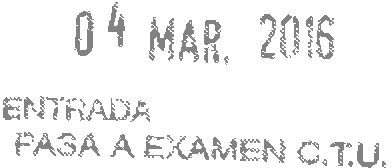 04 MAR. 2016
ENTRADA
PASA A EXAMEN C.T.U.